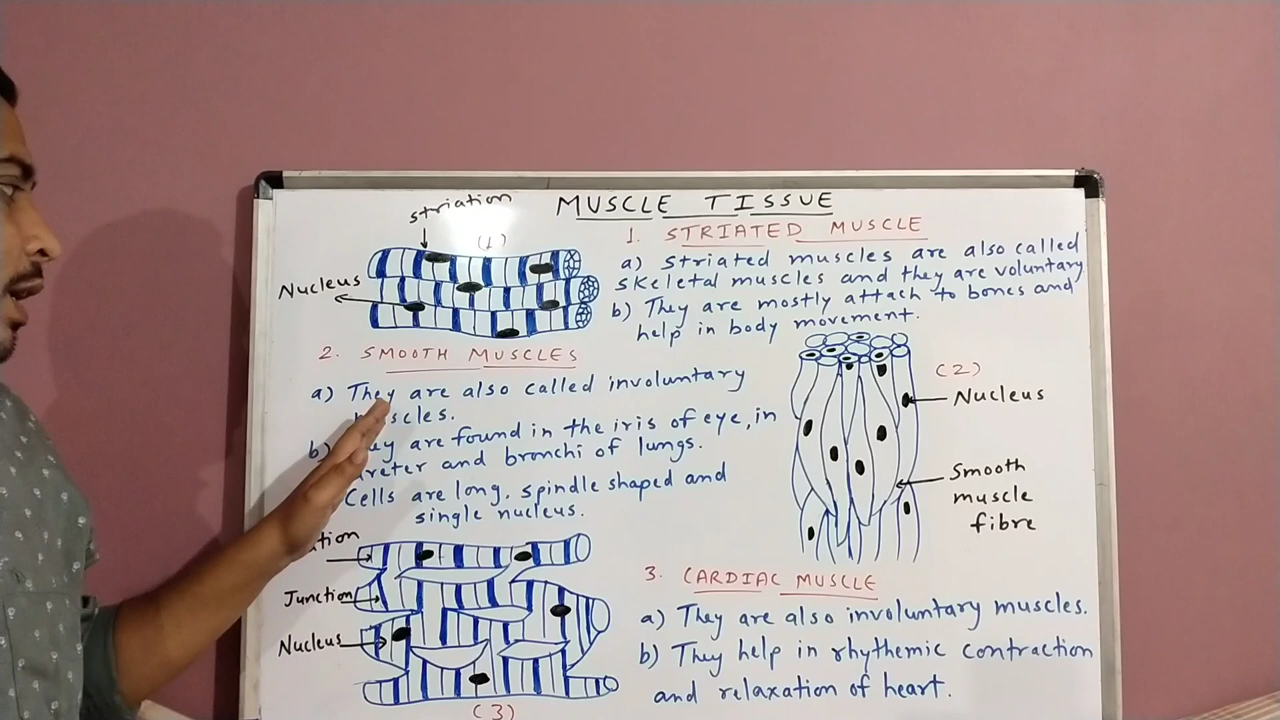 MUSCLE TISSUE
striation
(1)
Nucleus
1. STRIATED MUSCLE
a) Striated muscles are also called
skeletal muscles and they are voluntary
b) They are mostly attach to bones and
help in body movement.
2. SMOOTH MUSCLES
a) They are also called involuntary
b) are found in the iris of eye, in
and bronchi of lungs.
Cells are long, spindle shaped and
single nucleus.
(2)
Nucleus
Smooth
muscle
fibre
Junction
Nucleus
(3)
3. CARDIAC MUSCLE
a) They are also involuntary muscles.
b) They help in rhythemic contraction
and relaxation of heart.